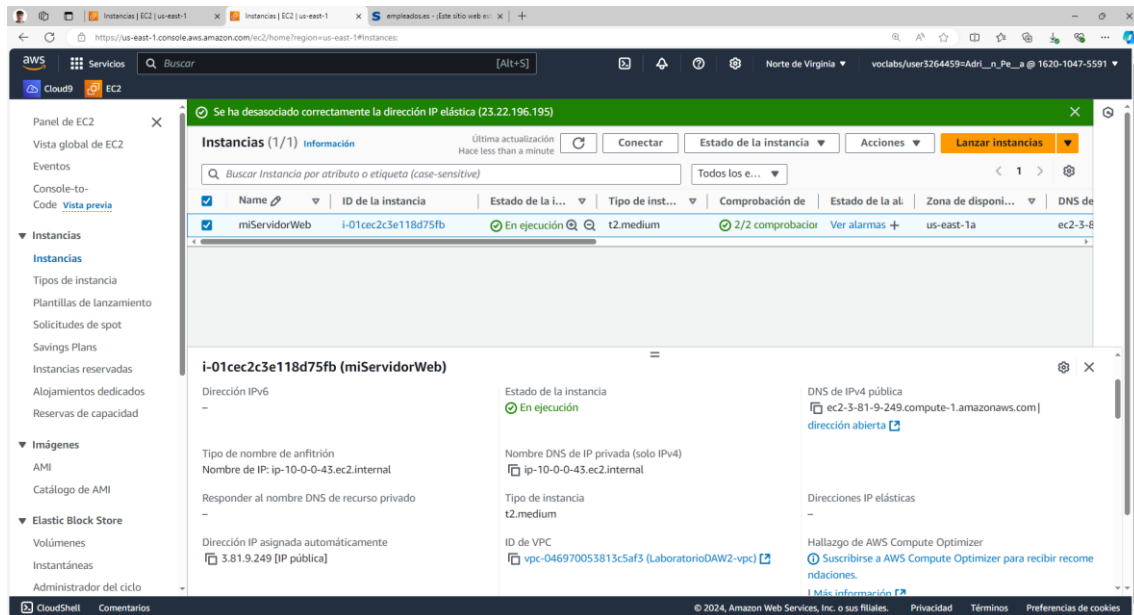 Instancias | EC2 | us-east-1
Instancias | EC2 | us-east-1
empleados.es - ¡Este sitio web est
https://us-east-1.console.aws.amazon.com/ec2/home?region=us-east-1#Instances:
aws Servicios Buscar [Alt+S] Norte de Virginia voclabs/user3264459=Adri__n_Pe__a @ 1620-1047-5591
Cloud9 EC2
Panel de EC2
Vista global de EC2
Eventos
Console-to-
Code Vista previa
Instancias
Instancias
Tipos de instancia
Plantillas de lanzamiento
Solicitudes de spot
Savings Plans
Instancias reservadas
Alojamientos dedicados
Reservas de capacidad
Imágenes
AMI
Catálogo de AMI
Elastic Block Store
Volúmenes
Instantáneas
Administrador del ciclo
Se ha desasociado correctamente la dirección IP elástica (23.22.196.195)
Instancias (1/1) Información
Última actualización
Hace less than a minute
Conectar Estado de la instancia Acciones Lanzar instancias
Buscar Instancia por atributo o etiqueta (case-sensitive) Todos los e... 1
Name ID de la instancia Estado de la i... Tipo de inst... Comprobación de Estado de la al: Zona de disponi... DNS de
miServidorWeb i-01cec2c3e118d75fb En ejecución t2.medium 2/2 comprobacior Ver alarmas + us-east-1a ec2-3-8
i-01cec2c3e118d75fb (miServidorWeb)
Dirección IPv6
–
Estado de la instancia
En ejecución
DNS de IPv4 pública
ec2-3-81-9-249.compute-1.amazonaws.com |
dirección abierta
Tipo de nombre de anfitrión
Nombre de IP: ip-10-0-0-43.ec2.internal
Nombre DNS de IP privada (solo IPv4)
ip-10-0-0-43.ec2.internal
Responder al nombre DNS de recurso privado
–
Tipo de instancia
t2.medium
Direcciones IP elásticas
–
Dirección IP asignada automáticamente
3.81.9.249 [IP pública]
ID de VPC
vpc-046970053813c5af3 (LaboratorioDAW2-vpc)
Hallazgo de AWS Compute Optimizer
Suscribirse a AWS Compute Optimizer para recibir recome
ndaciones.
| Más información
CloudShell Comentarios © 2024, Amazon Web Services, Inc. o sus filiales. Privacidad Términos Preferencias de cookies